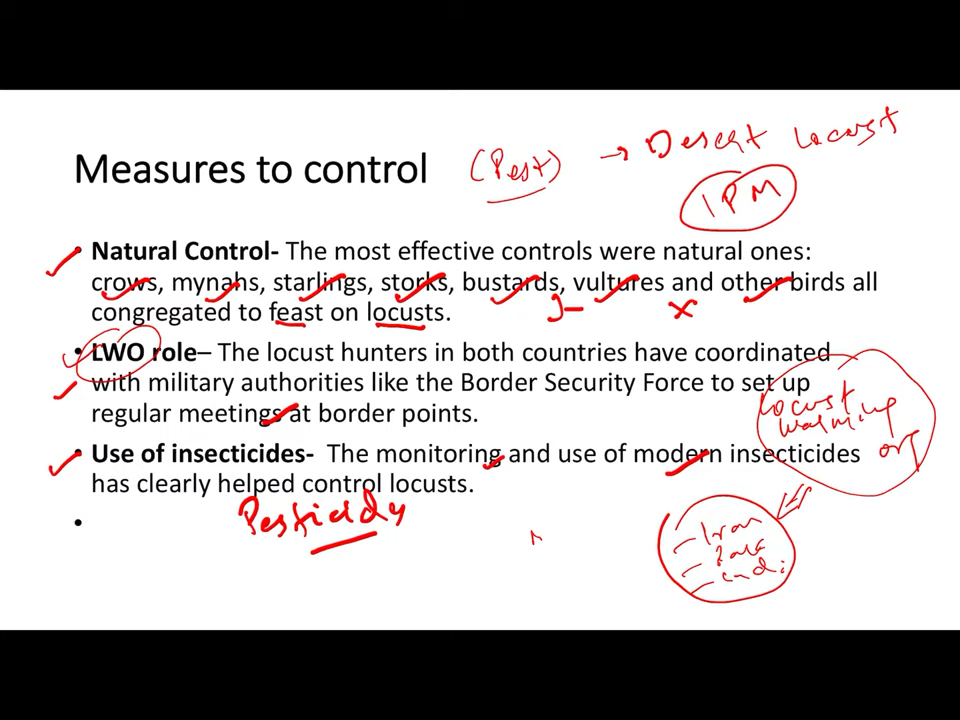 Measures to control (Pest) → Desert locust
IPM
• Natural Control- The most effective controls were natural ones:
crows, mynahs, starlings, storks, bustards, vultures and other birds all
congregated to feast on locusts.
• LWO role– The locust hunters in both countries have coordinated
with military authorities like the Border Security Force to set up
regular meetings at border points.
locust
warning
org
• Use of insecticides- The monitoring and use of modern insecticides
has clearly helped control locusts.
•
Iran